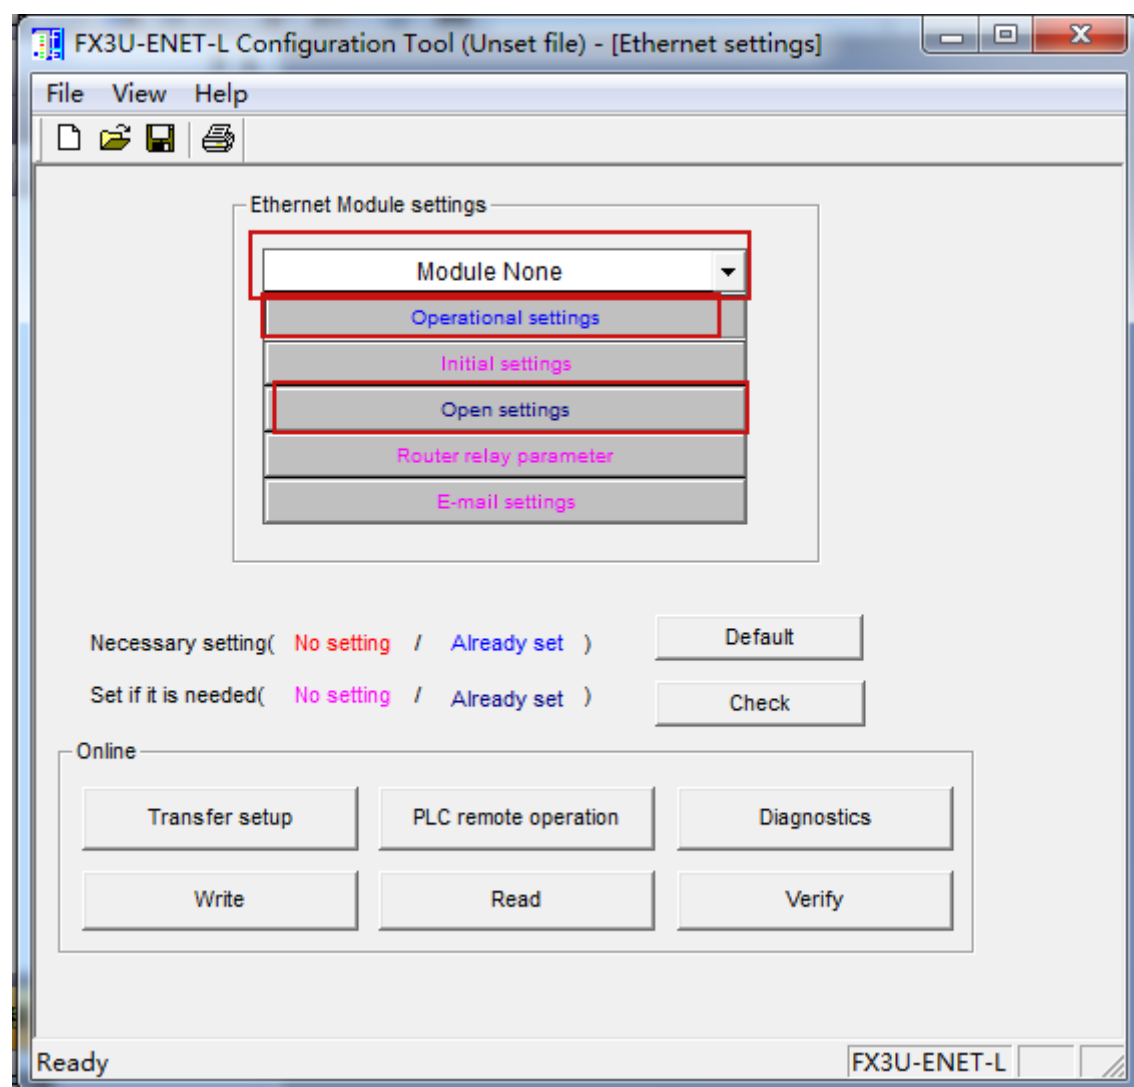 FX3U-ENET-L Configuration Tool (Unset file) - [Ethernet settings]
File View Help
Ethernet Module settings
Module None
Operational settings
Initial settings
Open settings
Router relay parameter
E-mail settings
Necessary setting( No setting / Already set )
Default
Set if it is needed( No setting / Already set )
Check
Online
Transfer setup PLC remote operation Diagnostics
Write Read Verify
Ready FX3U-ENET-L